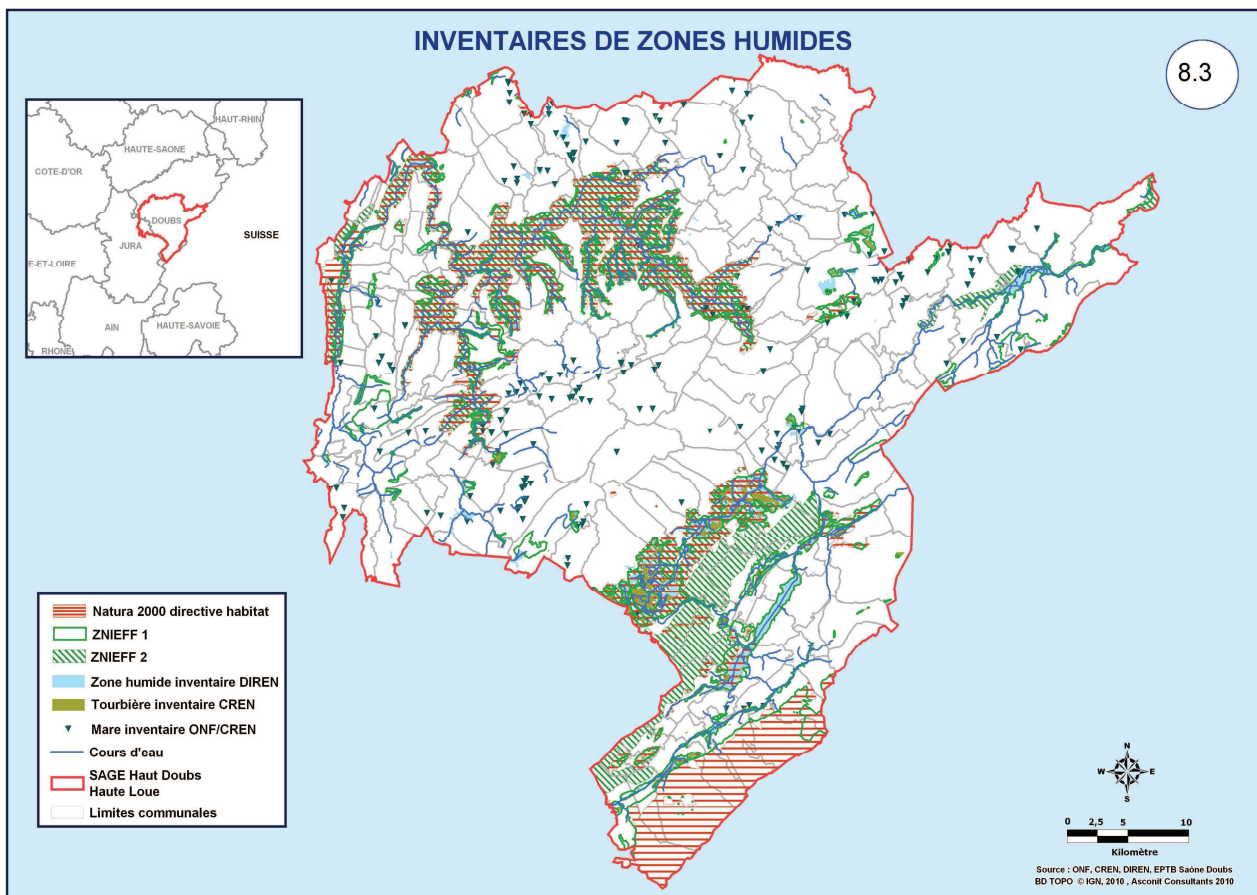 INVENTAIRES DE ZONES HUMIDES
8.3
HAUT-RHIN
HAUTE-SAONE
COTE-D'OR
DOUBS
SUISSE
JURA
E-ET-LOIRE
AIN
HAUTE-SAVOIE
RHONE
Natura 2000 directive habitat
ZNIEFF 1
ZNIEFF 2
Zone humide inventaire DIREN
Tourbière inventaire CREN
Mare inventaire ONF/CREN
Cours d'eau
SAGE Haut Doubs
Haute Loue
Limites communales
N
W E
S
0 2,5 5 10
Kilomètre
Source : ONF, CREN, DIREN, EPTB Saône Doubs
BD TOPO © IGN, 2010 , Asconit Consultants 2010